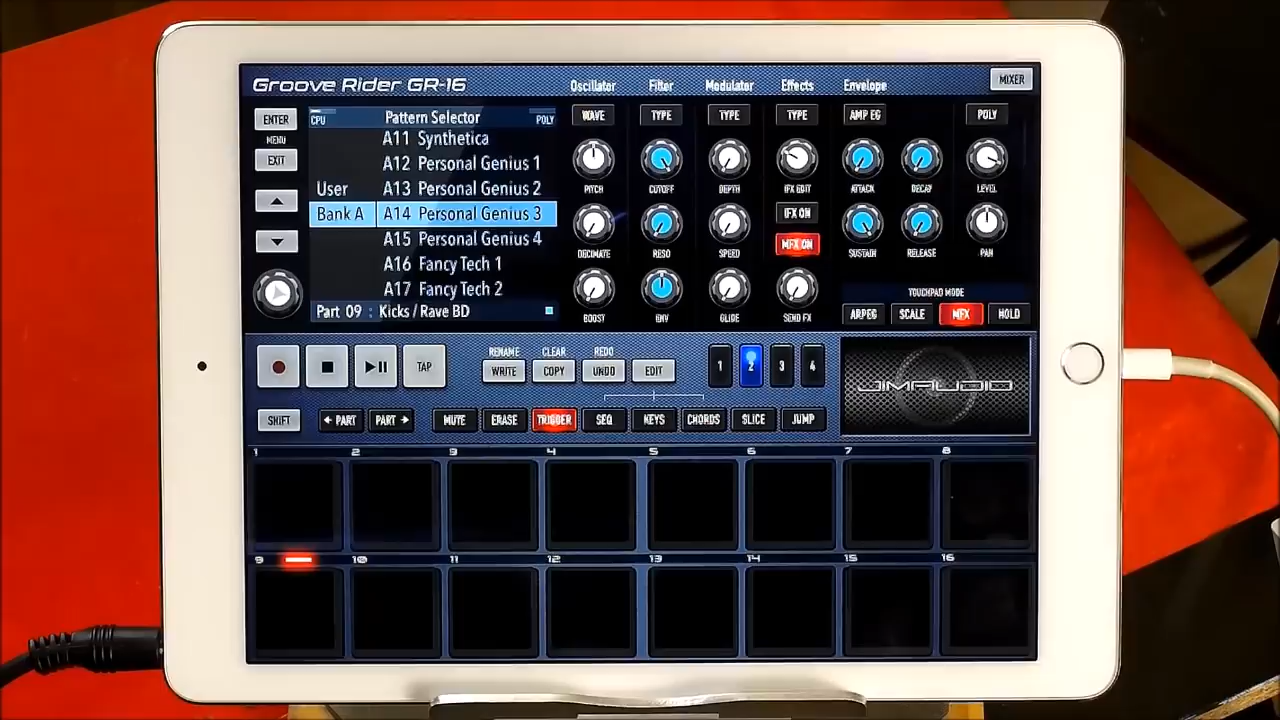 Groove Rider GR-16 Oscillator Filter Modulator Effects Envelope MIXER
ENTER CPU Pattern Selector POLY WAVE TYPE TYPE TYPE AMP EG POLY
MENU A11 Synthetica
EXIT A12 Personal Genius 1
User A13 Personal Genius 2
PITCH CUTOFF DEPTH IFX EDIT ATTACK DECAY LEVEL
Bank A A14 Personal Genius 3 IFX ON
A15 Personal Genius 4 MFX ON
DECIMATE RESO SPEED SUSTAIN RELEASE PAN
A16 Fancy Tech 1
A17 Fancy Tech 2 TOUCHPAD MODE
Part 09 : Kicks / Rave BD BOOST ENV GLIDE SEND FX ARPEG SCALE MFX HOLD
RENAME CLEAR REDO
TAP WRITE COPY UNDO EDIT 1 2 3 4
JIMAUDIO
SHIFT PART PART MUTE ERASE TRIGGER SEQ KEYS CHORDS SLICE JUMP
1 2 3 4 5 6 7 8
9 10 11 12 13 14 15 16